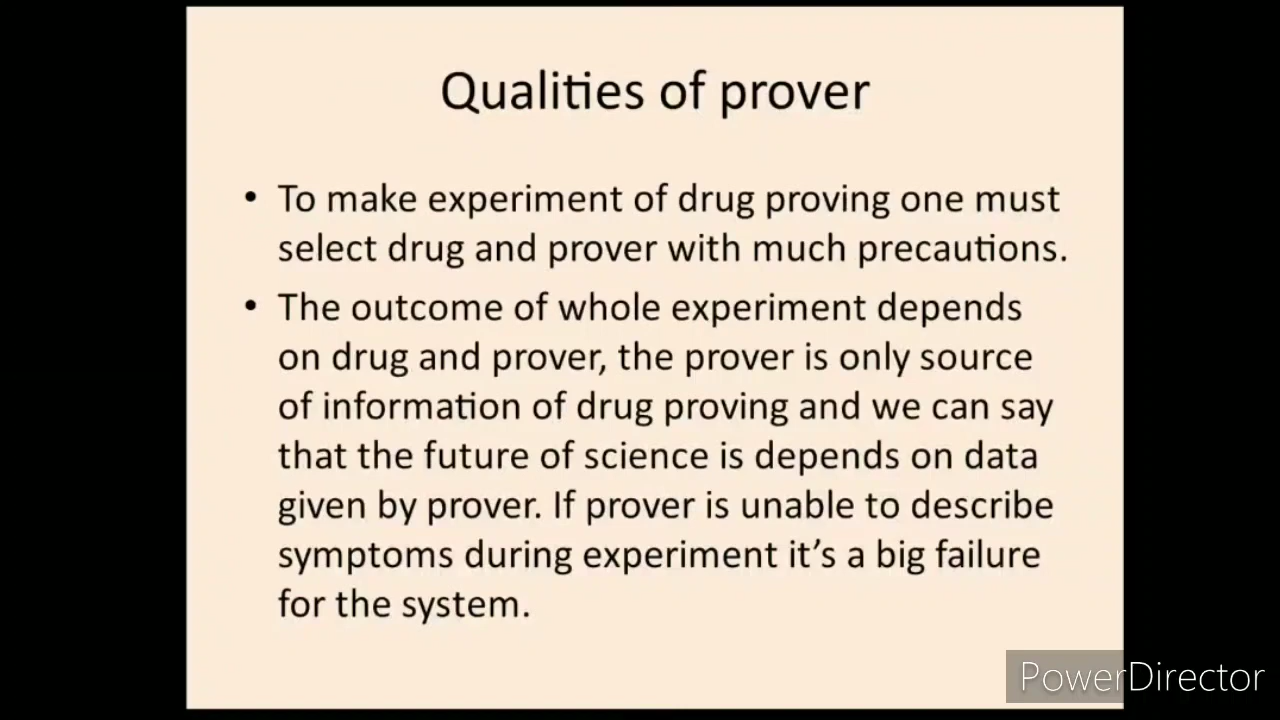 Qualities of prover
• To make experiment of drug proving one must
select drug and prover with much precautions.
• The outcome of whole experiment depends
on drug and prover, the prover is only source
of information of drug proving and we can say
that the future of science is depends on data
given by prover. If prover is unable to describe
symptoms during experiment it’s a big failure
for the system.
PowerDirector